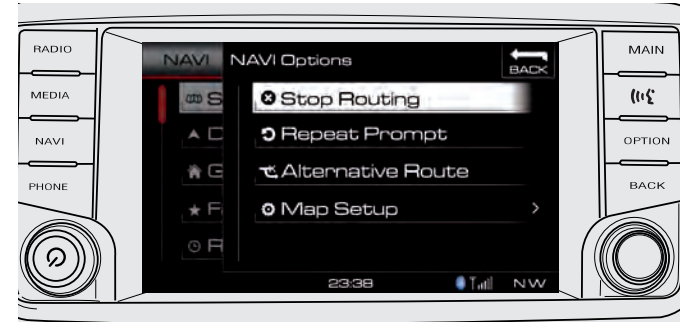 RADIO
MEDIA
NAVI
PHONE
NAVI
NAVI Options
BACK
S
Stop Routing
D
Repeat Prompt
G
Alternative Route
F
Map Setup
R
23:38
NW
MAIN
OPTION
BACK